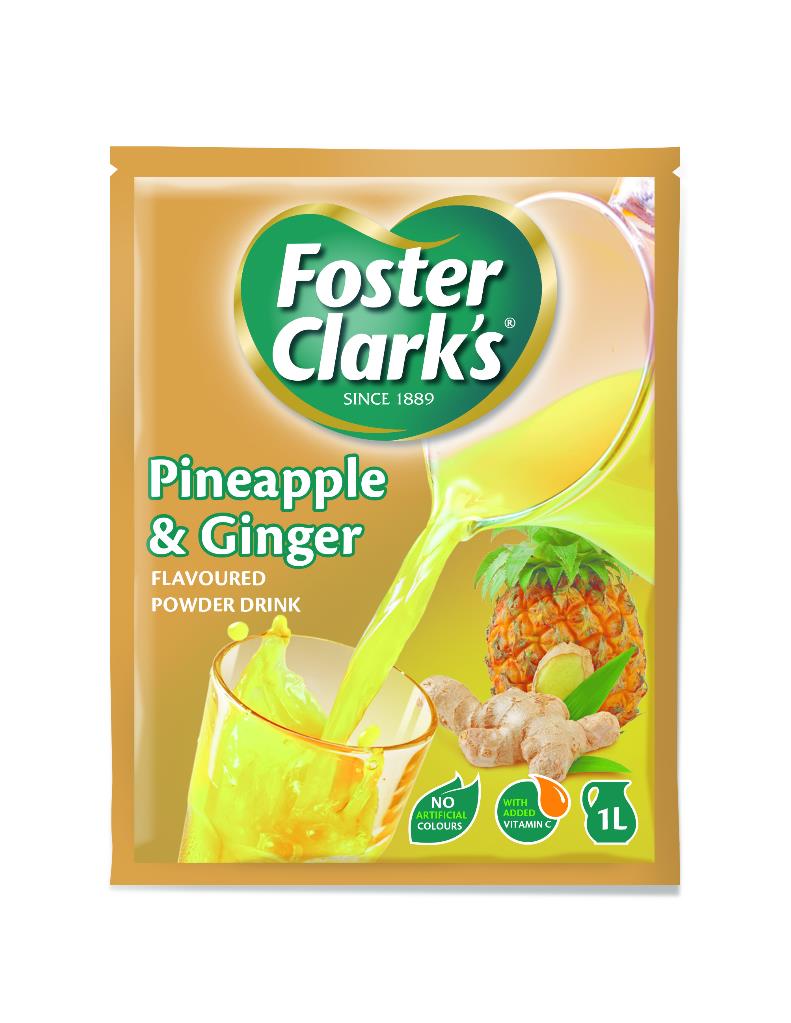 Foster
Clark's®
SINCE 1889
Pineapple
& Ginger
FLAVOURED
POWDER DRINK
NO
ARTIFICIAL
COLOURS
WITH
ADDED
VITAMIN C
1L